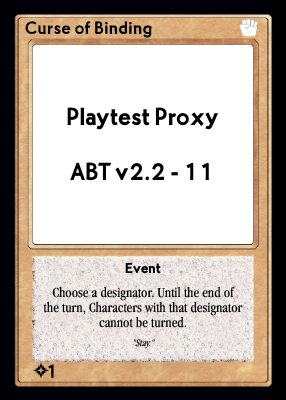 Curse of Binding
Playtest Proxy
ABT v2.2 - 11
Event
Choose a designator. Until the end of
the turn, Characters with that designator
cannot be turned.
"Stay."
1